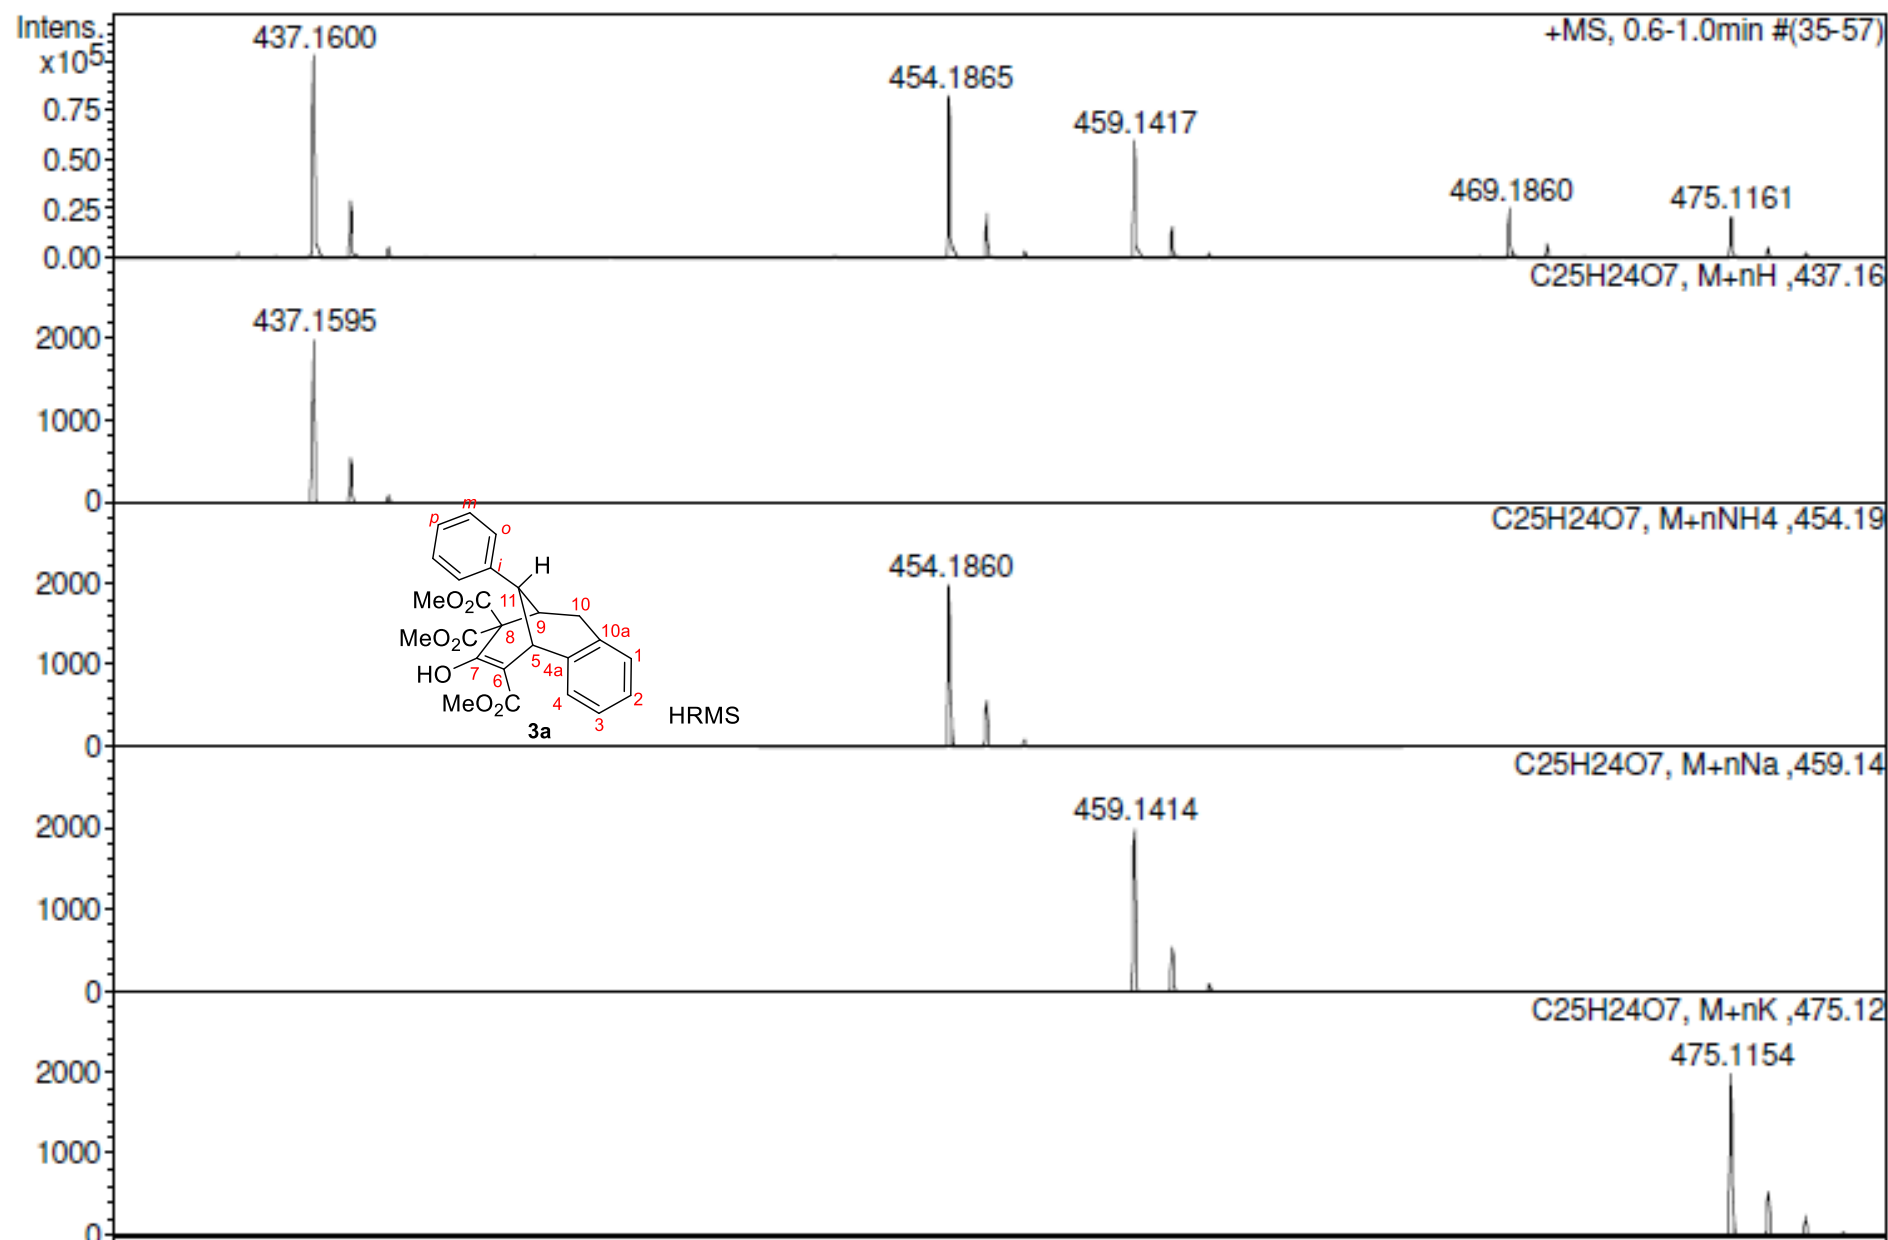 Intens.
x10⁵
+MS, 0.6-1.0min #(35-57)
437.1600
454.1865
459.1417
469.1860
475.1161
0.75
0.50
0.25
0.00
C25H24O7, M+nH ,437.16
437.1595
2000
1000
0
C25H24O7, M+nNH4 ,454.19
454.1860
2000
1000
0
m
p
o
i
H
MeO₂C
11
10
MeO₂C
8
9
10a
HO
7
6
5
4a
1
MeO₂C
4
2
3
3a
HRMS
C25H24O7, M+nNa ,459.14
459.1414
2000
1000
0
C25H24O7, M+nK ,475.12
475.1154
2000
1000
0